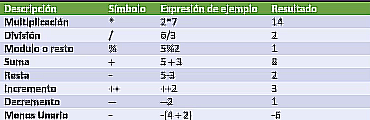 Descripción Símbolo Expresión de ejemplo Resultado
Multiplicación * 2*7 14
División / 6/3 2
Modulo o resto % 5%2 1
Suma + 5+3 8
Resta - 5-3 2
Incremento ++ ++2 3
Decremento -- --2 1
Menos Unario - -(4+2) -6